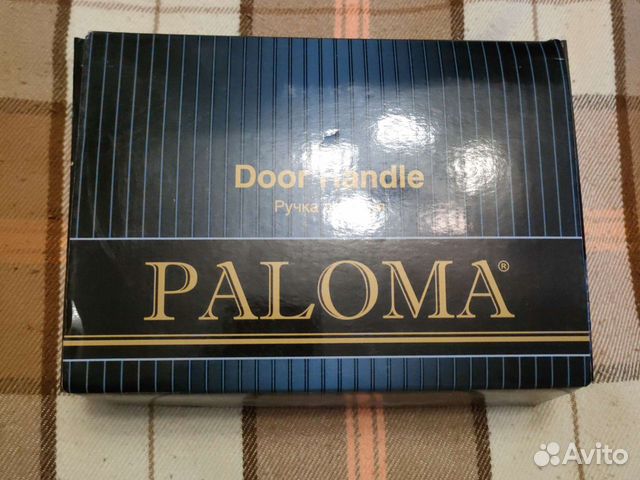 Door Handle
Ручка
PALOMA®
Avito